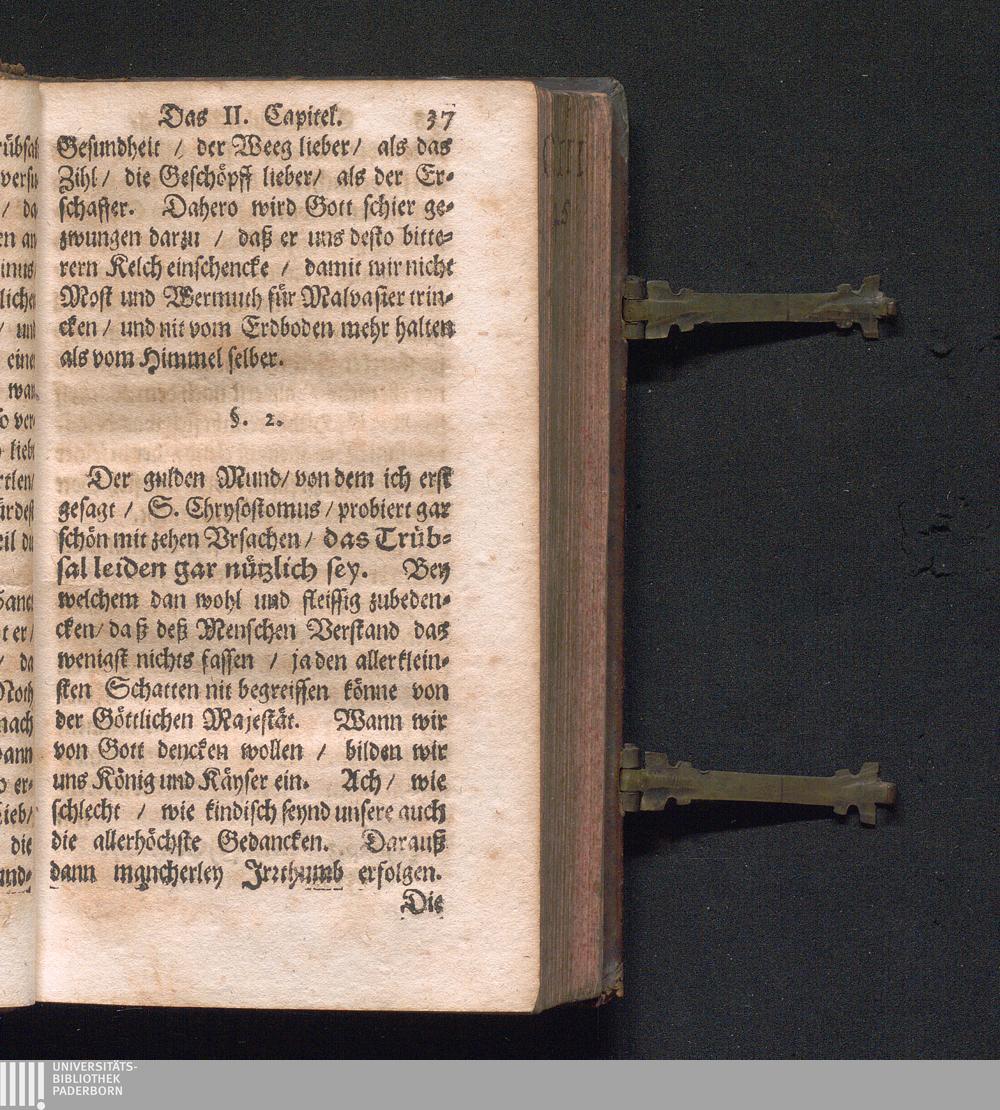 Das II. Capitel. 37
Gesundheit / der Weeg lieber / als das
Zihl / die Geschöpff lieber / als der Er-
schaffer. Dahero wird Gott schier ge-
zwungen darzu / daß er uns desto bitte-
rern Kelch einschencke / damit wir nicht
Most und Wermuth für Malvasier trin-
cken / und nit vom Erdboden mehr halten
als vom Himmel selber.
§. 2.
Der gulden Mund / von dem ich erst
gesagt / S. Chrysostomus / probiert gar
schön mit zehen Vrsachen / das Trüb-
sal leiden gar nützlich sey. Bey
welchem dan wohl und fleissig zubeden-
cken / daß deß Menschen Verstand das
wenigst nichts fassen / ja den allerklein-
sten Schatten nit begreiffen könne von
der Göttlichen Majestät. Wann wir
von Gott dencken wollen / bilden wir
uns König und Käyser ein. Ach / wie
schlecht / wie kindisch seynd unsere auch
die allerhöchste Gedancken. Darauß
dann mancherley Irrthumb erfolgen.
Die
UNIVERSITÄTS-
BIBLIOTHEK
PADERBORN